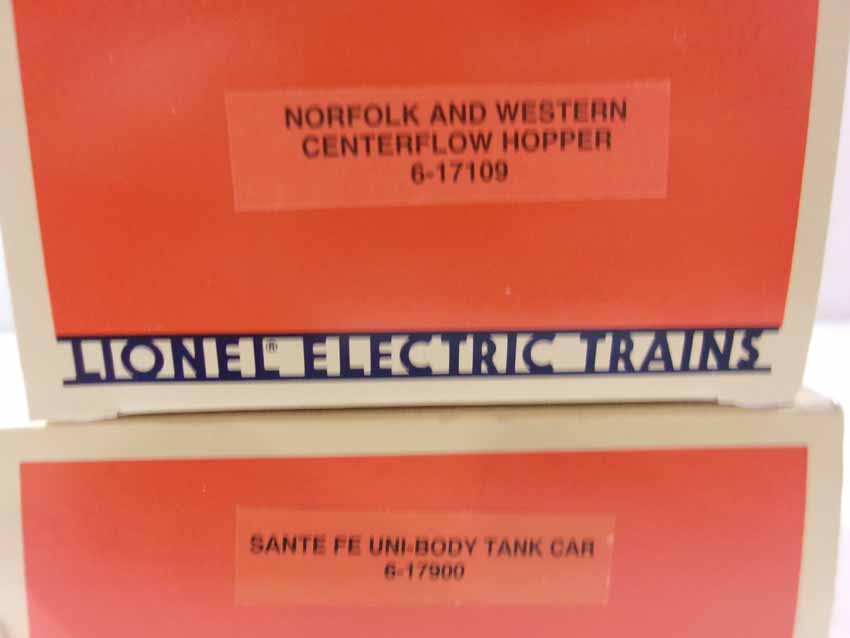 NORFOLK AND WESTERN
CENTERFLOW HOPPER
6-17109
LIONEL® ELECTRIC TRAINS
SANTE FE UNI-BODY TANK CAR
6-17900